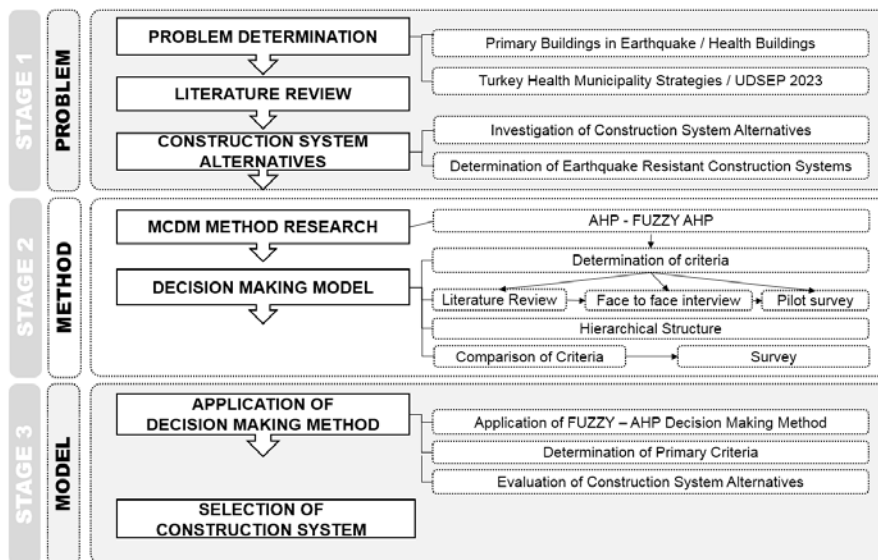 STAGE 1
PROBLEM
PROBLEM DETERMINATION
Primary Buildings in Earthquake / Health Buildings
Turkey Health Municipality Strategies / UDSEP 2023
LITERATURE REVIEW
CONSTRUCTION SYSTEM
ALTERNATIVES
Investigation of Construction System Alternatives
Determination of Earthquake Resistant Construction Systems
STAGE 2
METHOD
MCDM METHOD RESEARCH
AHP - FUZZY AHP
Determination of criteria
DECISION MAKING MODEL
Literature Review
Face to face interview
Pilot survey
Hierarchical Structure
Comparison of Criteria
Survey
STAGE 3
MODEL
APPLICATION OF
DECISION MAKING METHOD
Application of FUZZY – AHP Decision Making Method
Determination of Primary Criteria
Evaluation of Construction System Alternatives
SELECTION OF
CONSTRUCTION SYSTEM